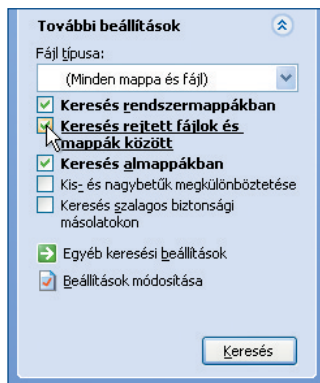 További beállítások
Fájl típusa:
(Minden mappa és fájl)
Keresés rendszermappákban
Keresés rejtett fájlok és
mappák között
Keresés almappákban
Kis- és nagybetűk megkülönböztetése
Keresés szalagos biztonsági
másolatokon
Egyéb keresési beállítások
Beállítások módosítása
Keresés